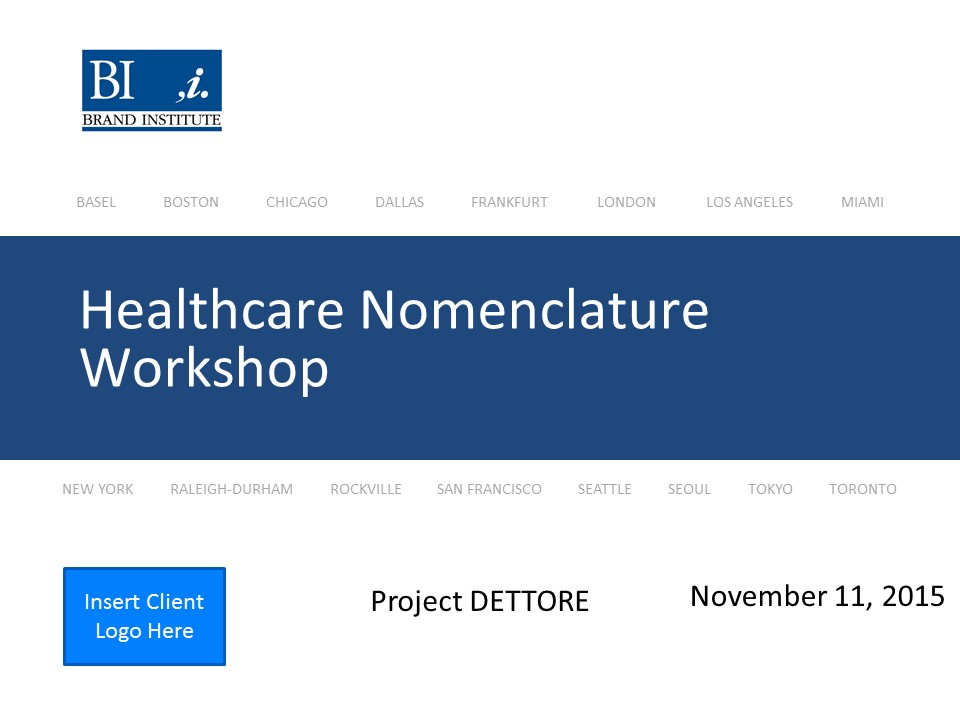 BI ,i.
BRAND INSTITUTE
BASEL BOSTON CHICAGO DALLAS FRANKFURT LONDON LOS ANGELES MIAMI
Healthcare Nomenclature
Workshop
NEW YORK RALEIGH-DURHAM ROCKVILLE SAN FRANCISCO SEATTLE SEOUL TOKYO TORONTO
Insert Client
Logo Here
Project DETTORE
November 11, 2015